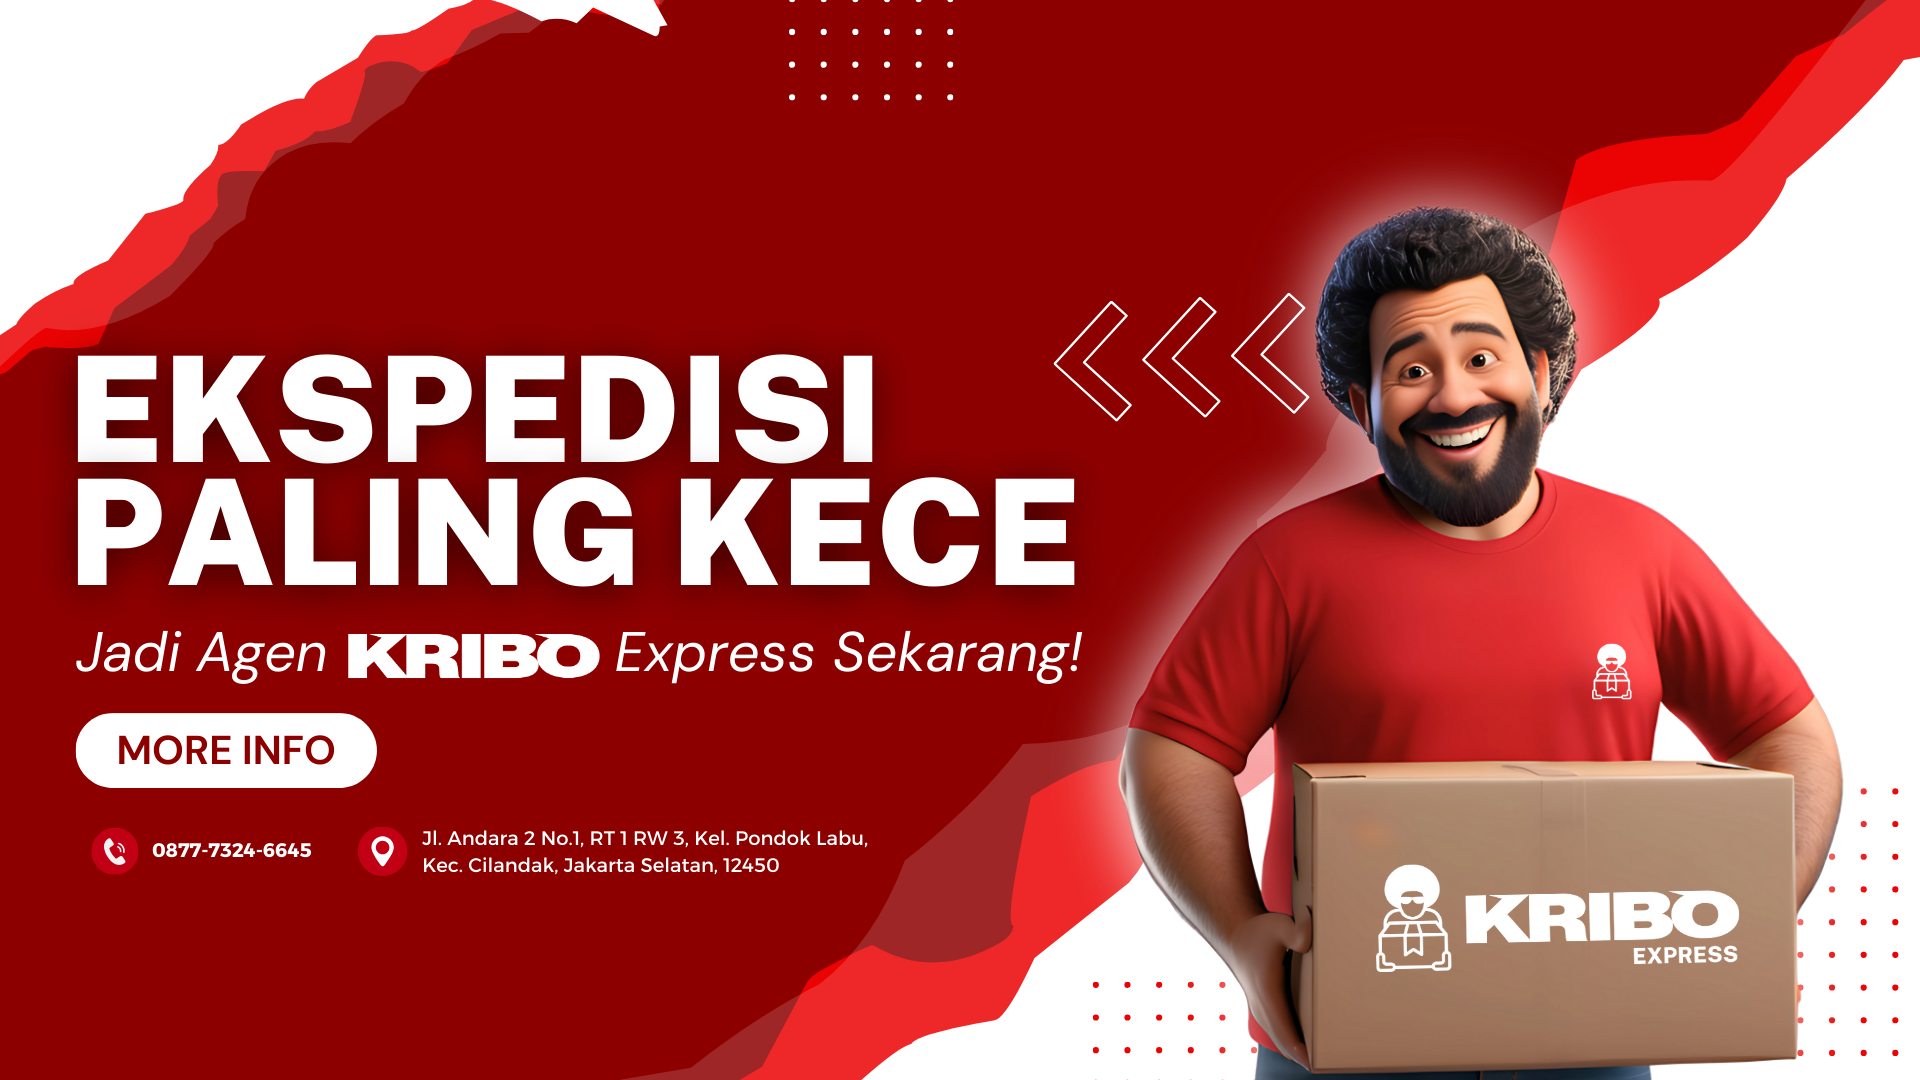 EKSPEDISI
PALING KECE
Jadi Agen KRIBO Express Sekarang!
MORE INFO
0877-7324-6645
Jl. Andara 2 No.1, RT 1 RW 3, Kel. Pondok Labu,
Kec. Cilandak, Jakarta Selatan, 12450
KRIBO
EXPRESS